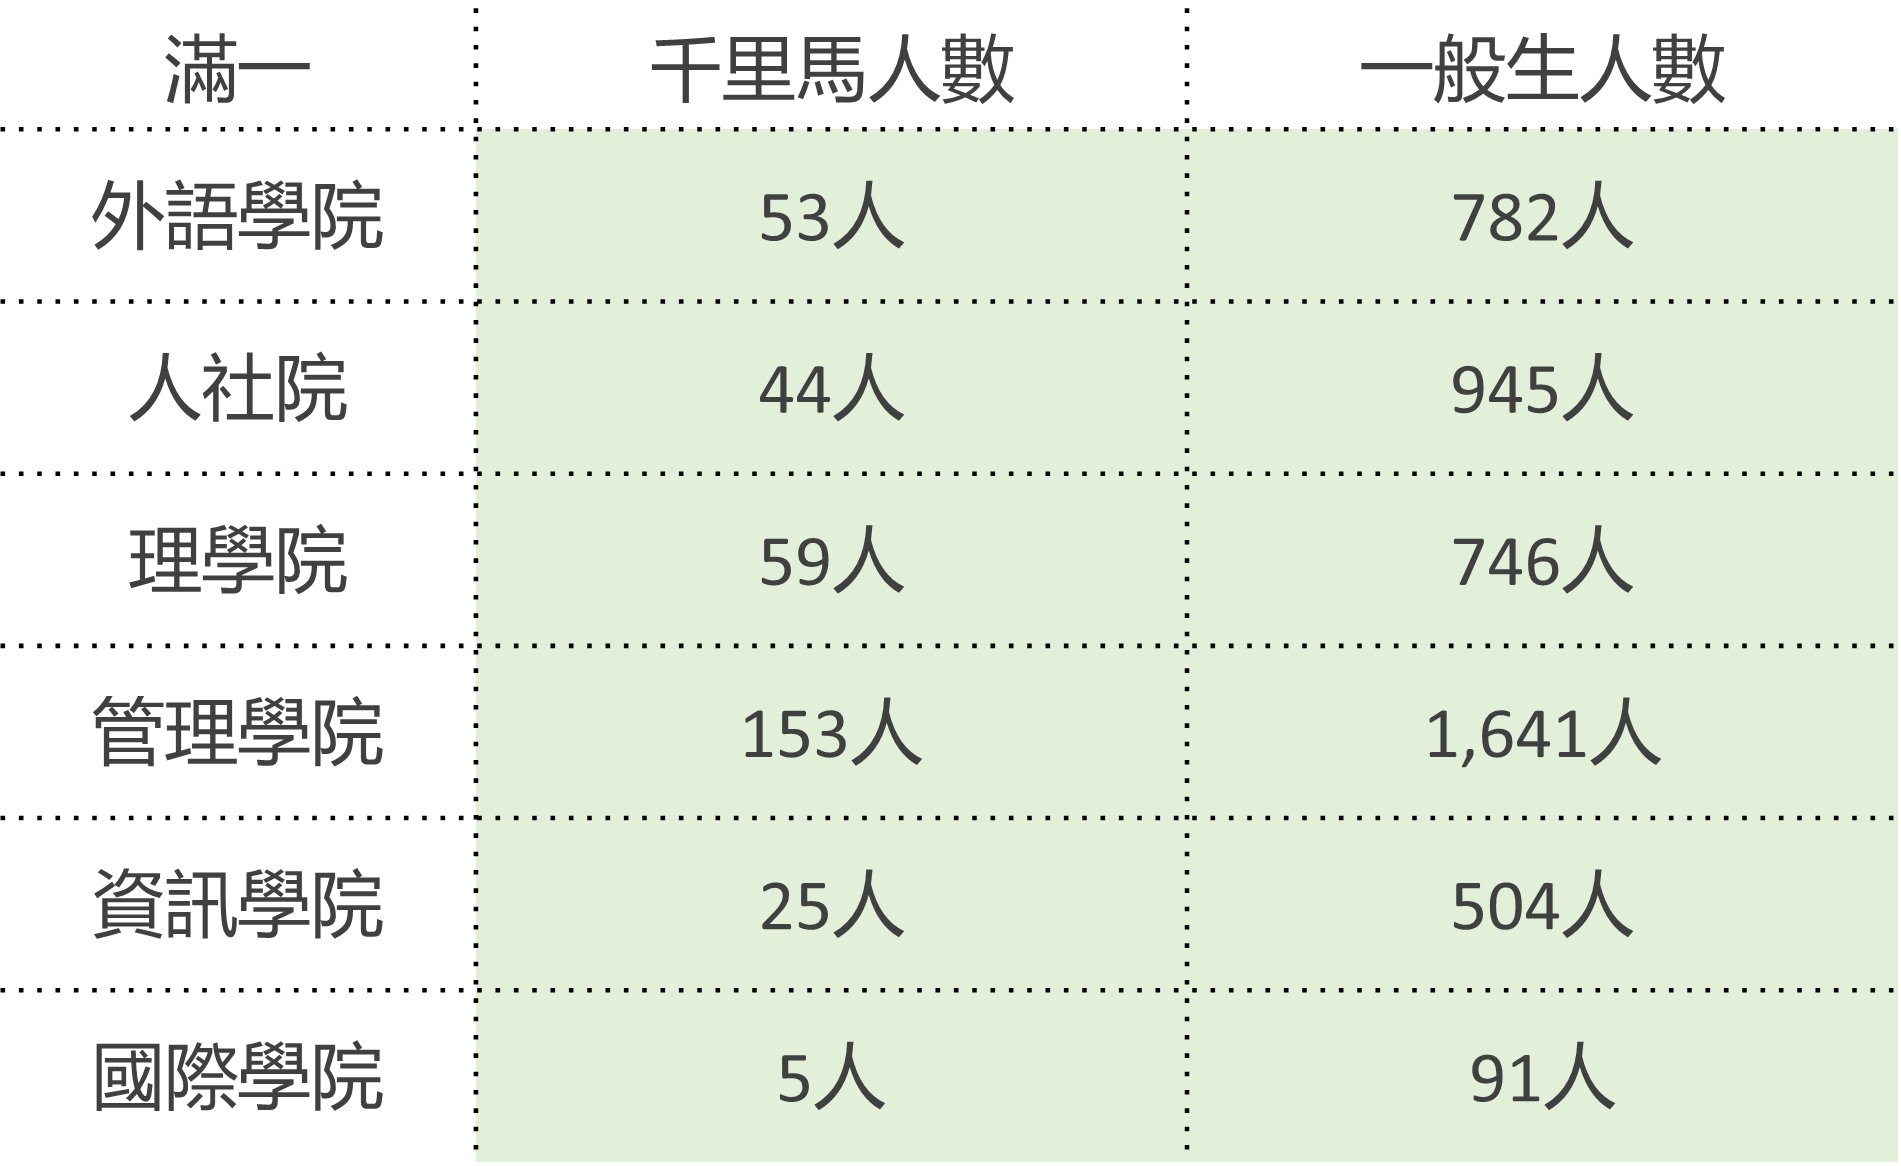 滿一 千里馬人數 一般生人數
外語學院 53人 782人
人社院 44人 945人
理學院 59人 746人
管理學院 153人 1,641人
資訊學院 25人 504人
國際學院 5人 91人